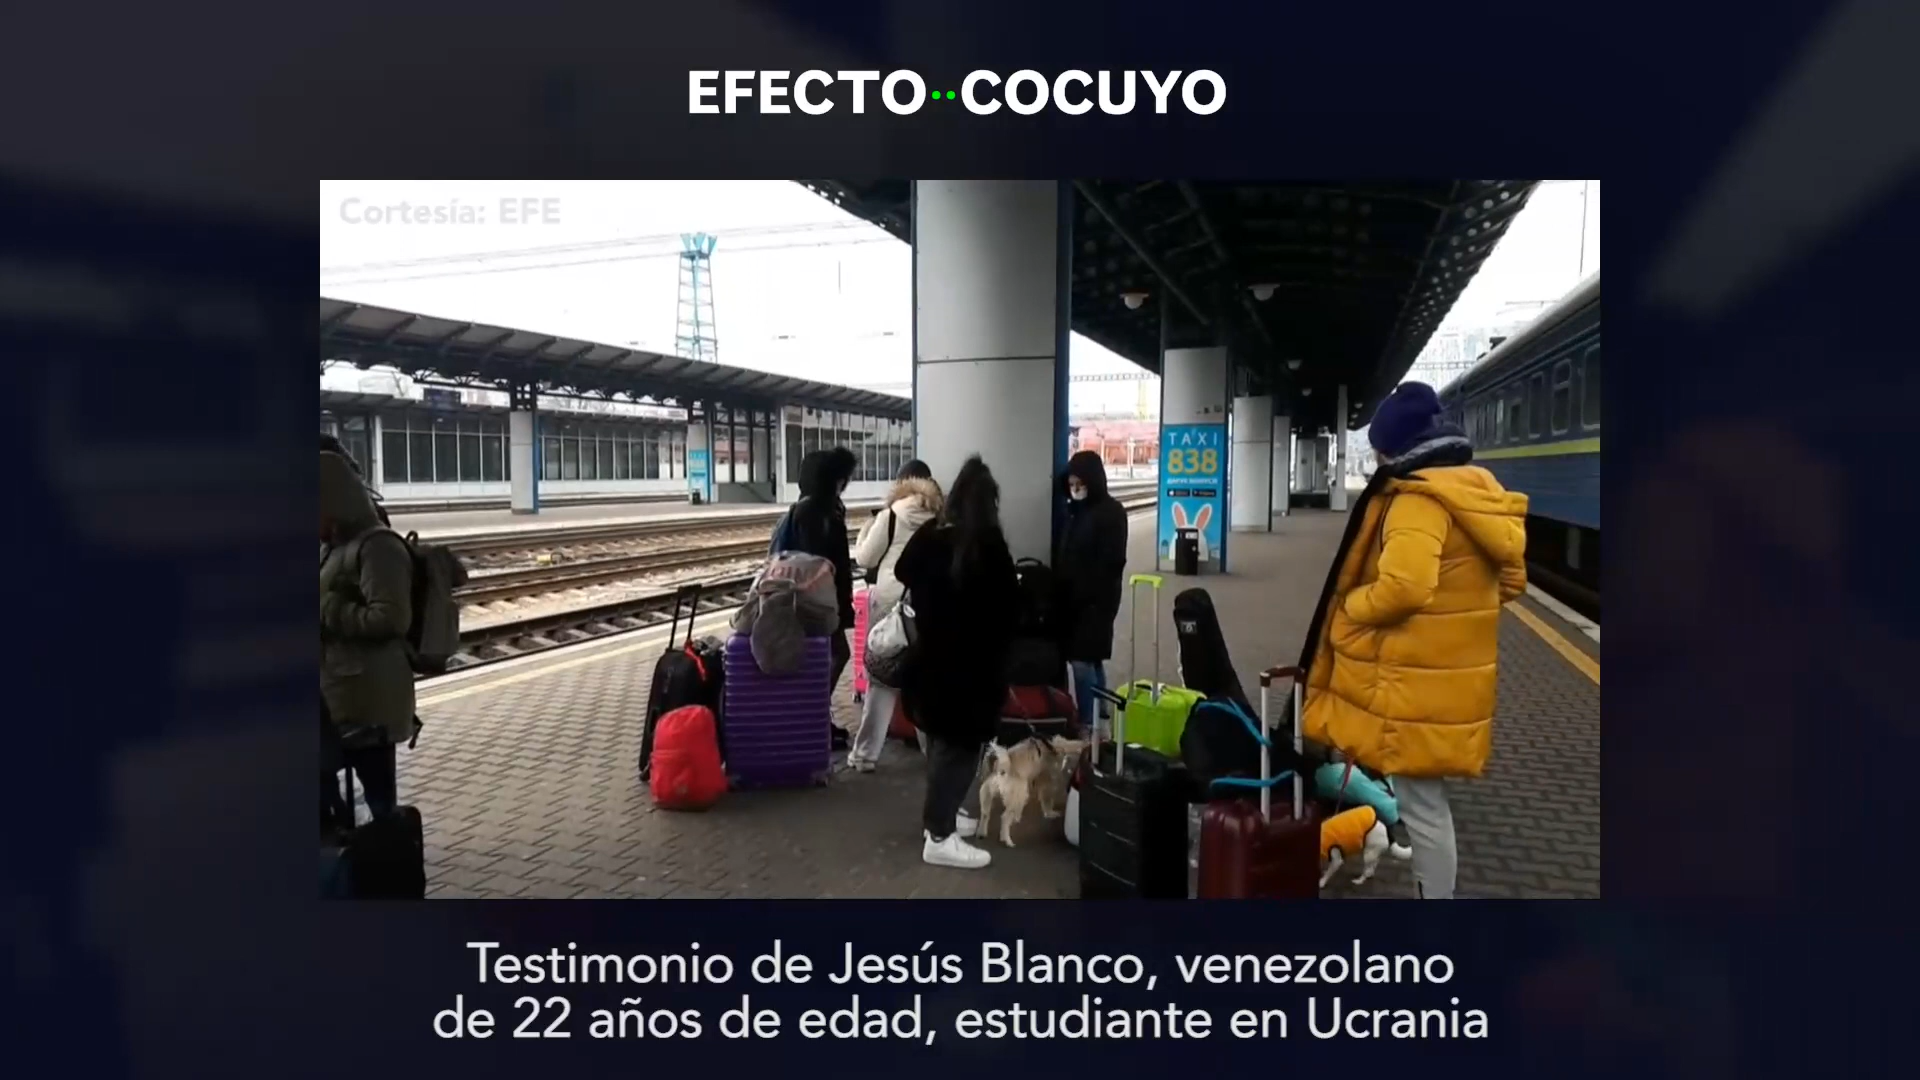 EFECTO··COCUYO
Cortesía: EFE
TAXI
838
Testimonio de Jesús Blanco, venezolano
de 22 años de edad, estudiante en Ucrania